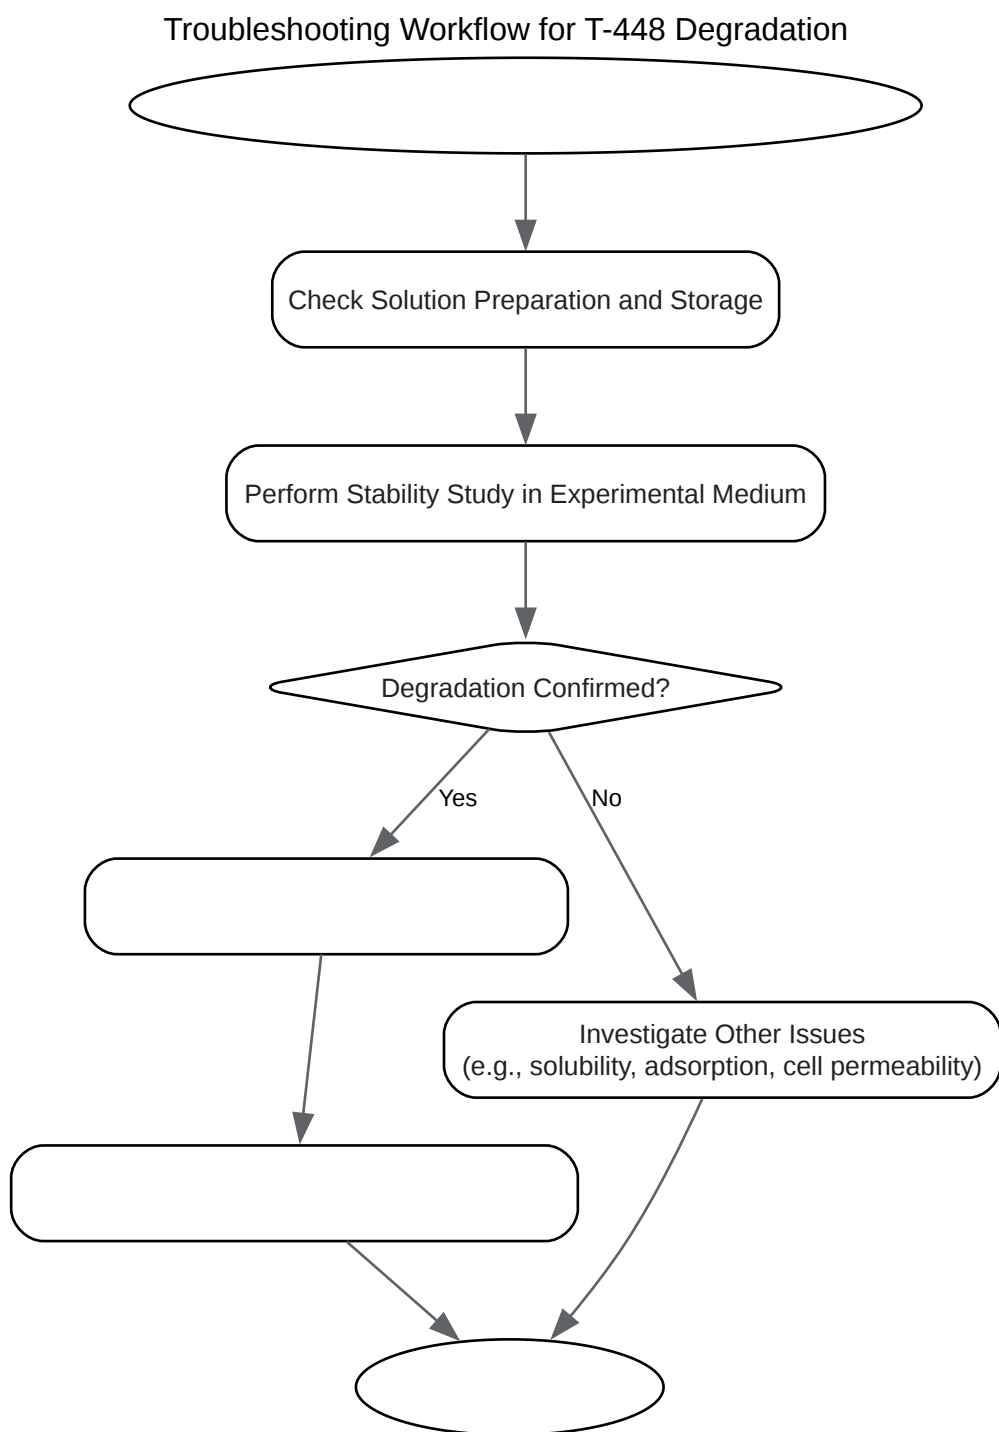 Troubleshooting Workflow for T-448 Degradation
Check Solution Preparation and Storage
Perform Stability Study in Experimental Medium
Degradation Confirmed?
Yes
No
Investigate Other Issues
(e.g., solubility, adsorption, cell permeability)